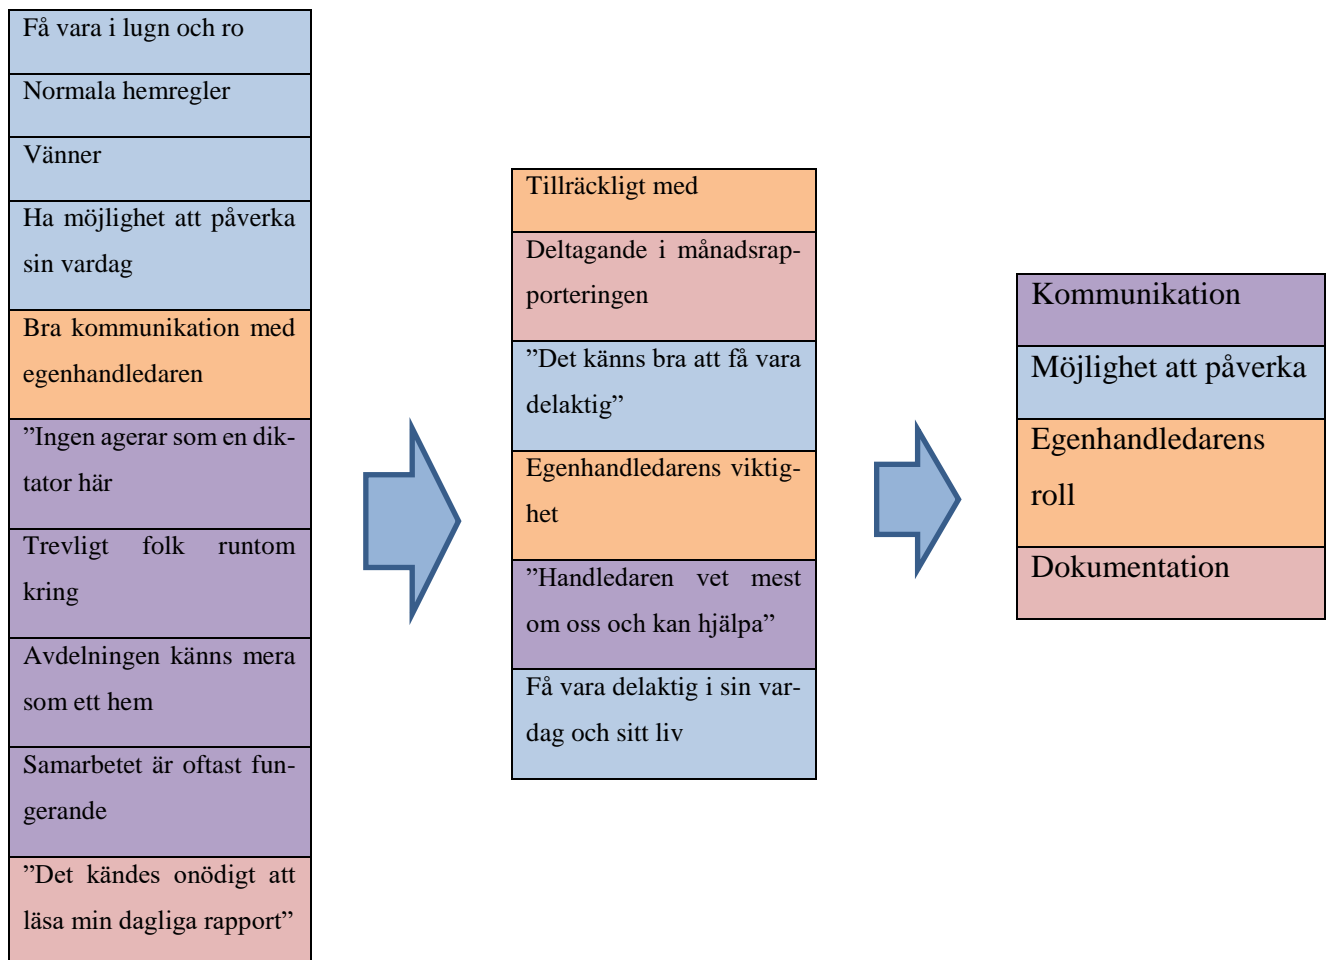 Få vara i lugn och ro
Normala hemregler
Vänner
Ha möjlighet att påverka
sin vardag
Bra kommunikation med
egenhandledaren
”Ingen agerar som en dik-
tator här
Trevligt folk runtom
kring
Avdelningen känns mera
som ett hem
Samarbetet är oftast fun-
gerande
”Det kändes onödigt att
läsa min dagliga rapport”
Tillräckligt med
Deltagande i månadsrap-
porteringen
”Det känns bra att få vara
delaktig”
Egenhandledarens viktig-
het
”Handledaren vet mest
om oss och kan hjälpa”
Få vara delaktig i sin var-
dag och sitt liv
Kommunikation
Möjlighet att påverka
Egenhandledarens
roll
Dokumentation